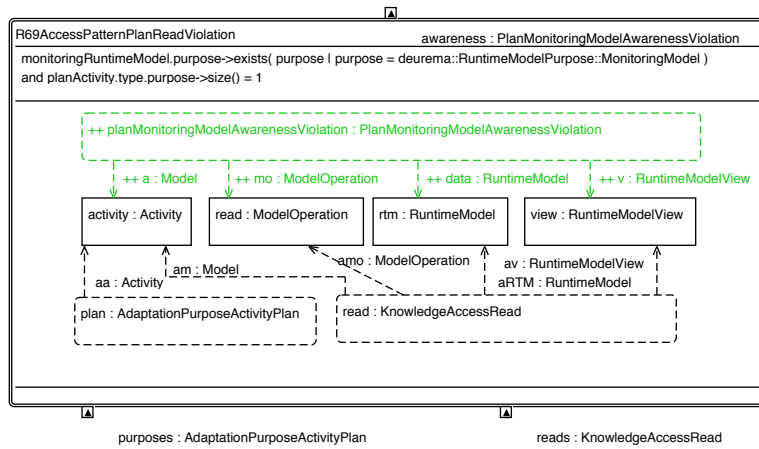 R69AccessPatternPlanReadViolation
awareness : PlanMonitoringModelAwarenessViolation
monitoringRuntimeModel.purpose->exists( purpose | purpose = deurema::RuntimeModelPurpose::MonitoringModel )
and planActivity.type.purpose->size() = 1
++ planMonitoringModelAwarenessViolation : PlanMonitoringModelAwarenessViolation
++ a : Model
++ mo : ModelOperation
++ data : RuntimeModel
++ v : RuntimeModelView
activity : Activity
read : ModelOperation
rtm : RuntimeModel
view : RuntimeModelView
am : Model
amo : ModelOperation
av : RuntimeModelView
aa : Activity
aRTM : RuntimeModel
plan : AdaptationPurposeActivityPlan
read : KnowledgeAccessRead
purposes : AdaptationPurposeActivityPlan
reads : KnowledgeAccessRead